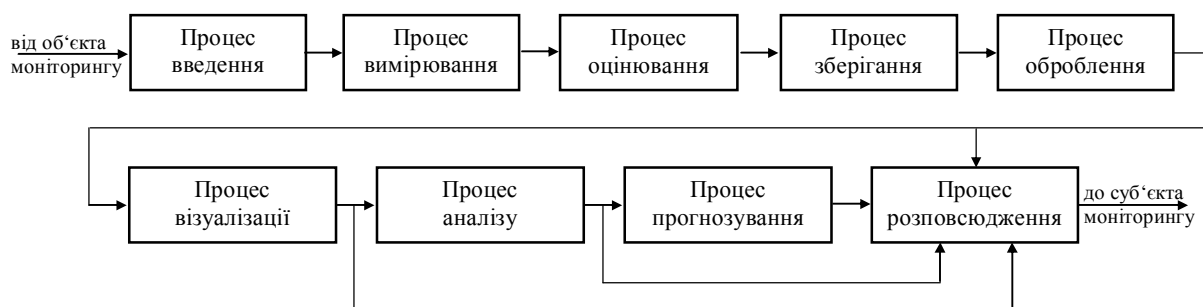 від об‘єкта
моніторингу
Процес
введення
Процес
вимірювання
Процес
оцінювання
Процес
зберігання
Процес
оброблення
Процес
візуалізації
Процес
аналізу
Процес
прогнозування
Процес
розповсюдження
до суб‘єкта
моніторингу